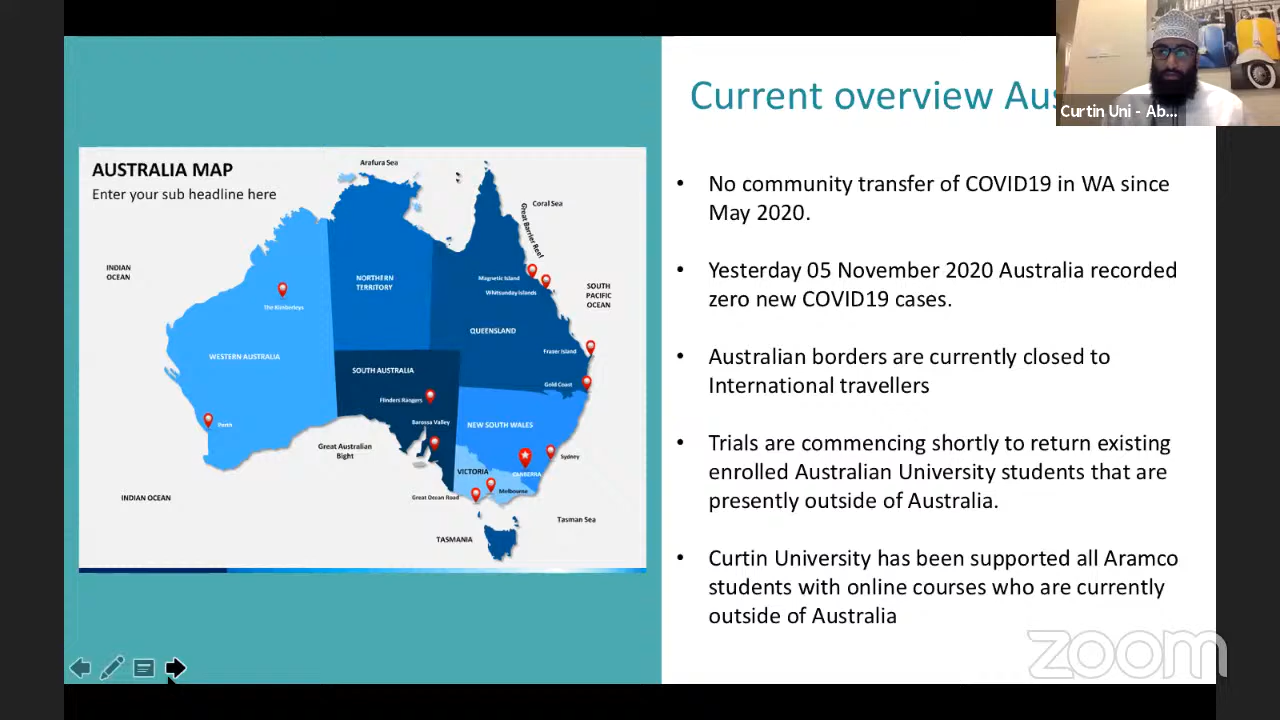 Current overview Aus
Curtin Uni - Ab...
AUSTRALIA MAP
Enter your sub headline here
Arafura Sea
Coral Sea
Great Barrier Reef
INDIAN
OCEAN
NORTHERN
TERRITORY
Magnetic Island
Whitsunday Islands
SOUTH
PACIFIC
OCEAN
The Kimberleys
QUEENSLAND
WESTERN AUSTRALIA
Fraser Island
SOUTH AUSTRALIA
Gold Coast
Flinders Rangers
Barassa Valley
Perth
NEW SOUTH WALES
Great Australian
Bight
Sydney
VICTORIA
CANBERRA
Melbourne
Great Ocean Road
INDIAN OCEAN
Tasman Sea
TASMANIA
• No community transfer of COVID19 in WA since
May 2020.
• Yesterday 05 November 2020 Australia recorded
zero new COVID19 cases.
• Australian borders are currently closed to
International travellers
• Trials are commencing shortly to return existing
enrolled Australian University students that are
presently outside of Australia.
• Curtin University has been supported all Aramco
students with online courses who are currently
outside of Australia
zoom